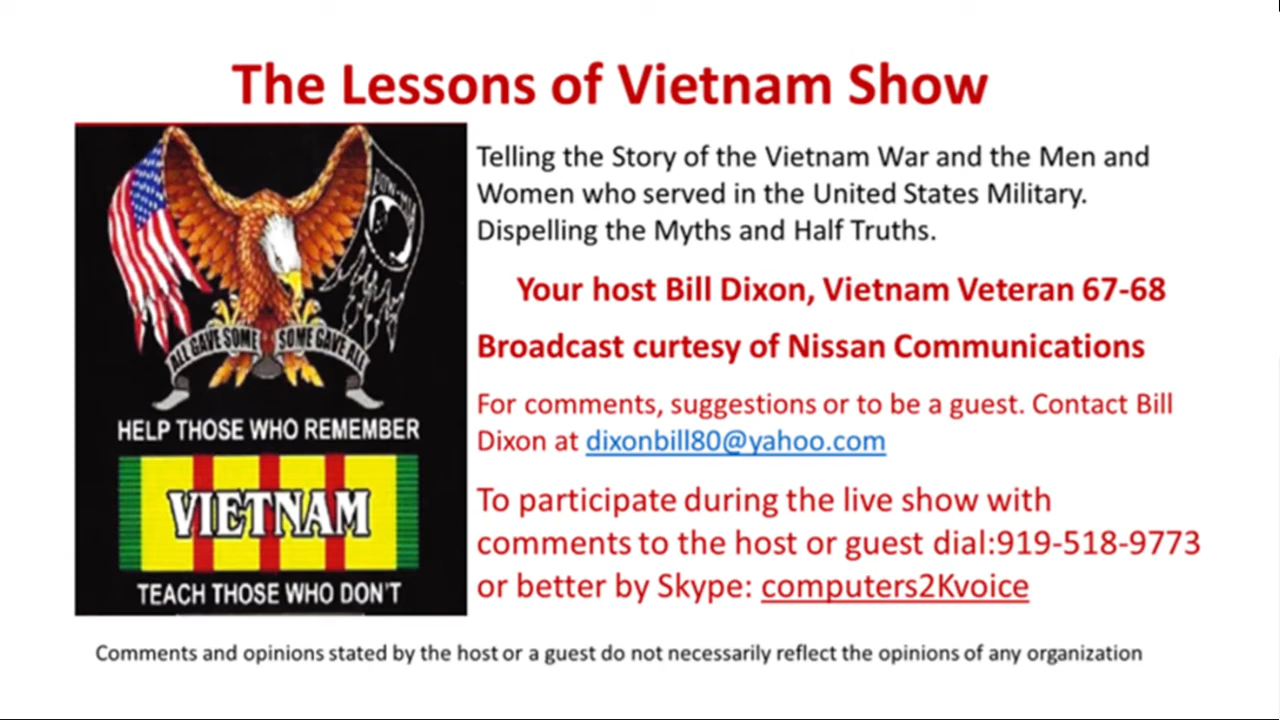 The Lessons of Vietnam Show
Telling the Story of the Vietnam War and the Men and
Women who served in the United States Military.
Dispelling the Myths and Half Truths.
Your host Bill Dixon, Vietnam Veteran 67-68
Broadcast curtesy of Nissan Communications
For comments, suggestions or to be a guest. Contact Bill
Dixon at dixonbill80@yahoo.com
To participate during the live show with
comments to the host or guest dial:919-518-9773
or better by Skype: computers2Kvoice
POW-MIA
ALL GAVE SOME SOME GAVE ALL
HELP THOSE WHO REMEMBER
VIETNAM
TEACH THOSE WHO DON'T
Comments and opinions stated by the host or a guest do not necessarily reflect the opinions of any organization